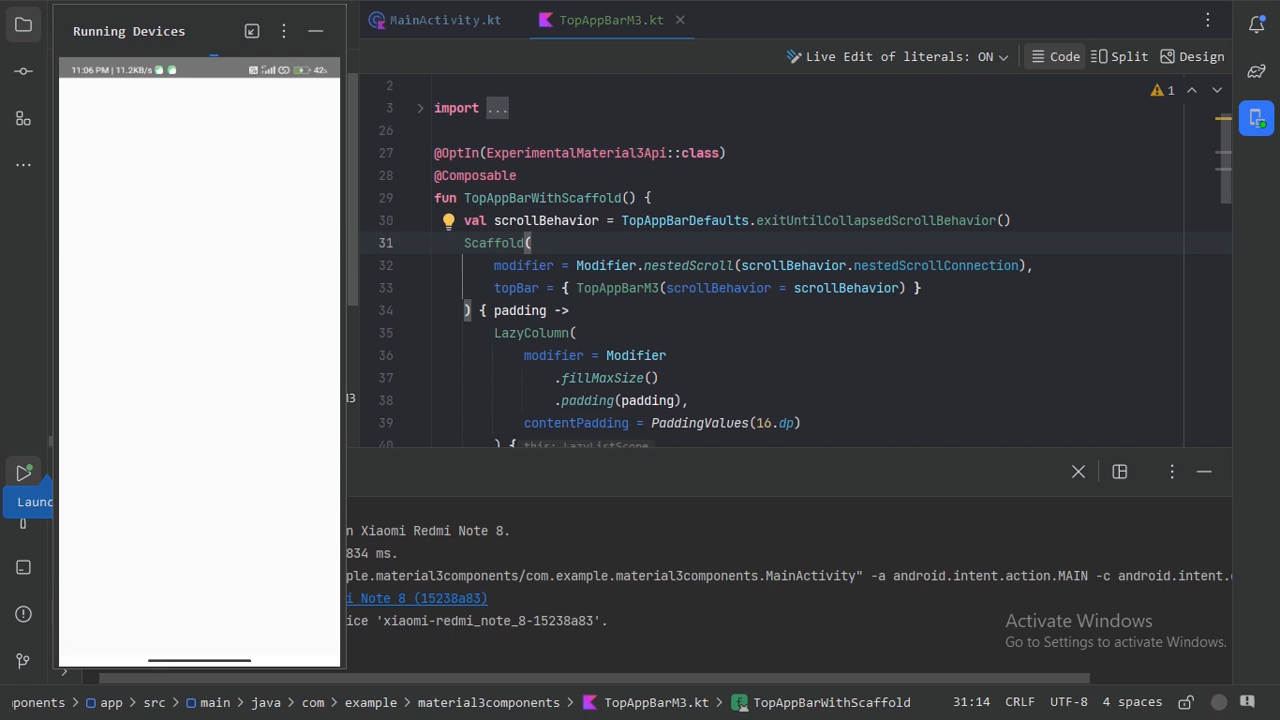 Running Devices
11:06 PM | 11.2KB/s
42%
MainActivity.kt
TopAppBarM3.kt
Live Edit of literals: ON
Code
Split
Design
1
2
3 import ...
26
27 @OptIn(ExperimentalMaterial3Api::class)
28 @Composable
29 fun TopAppBarWithScaffold() {
30 val scrollBehavior = TopAppBarDefaults.exitUntilCollapsedScrollBehavior()
31 Scaffold(
32 modifier = Modifier.nestedScroll(scrollBehavior.nestedScrollConnection),
33 topBar = { TopAppBarM3(scrollBehavior = scrollBehavior) }
34 ) { padding ->
35 LazyColumn(
36 modifier = Modifier
37 .fillMaxSize()
38 .padding(padding),
39 contentPadding = PaddingValues(16.dp)
40 ) { this: LazyListScope
M3
Launc
n Xiaomi Redmi Note 8.
834 ms.
ple.material3components/com.example.material3components.MainActivity" -a android.intent.action.MAIN -c android.intent.
i Note 8 (15238a83)
ice 'xiaomi-redmi_note_8-15238a83'.
Activate Windows
Go to Settings to activate Windows.
ponents > app > src > main > java > com > example > material3components > TopAppBarM3.kt > TopAppBarWithScaffold
31:14 CRLF UTF-8 4 spaces